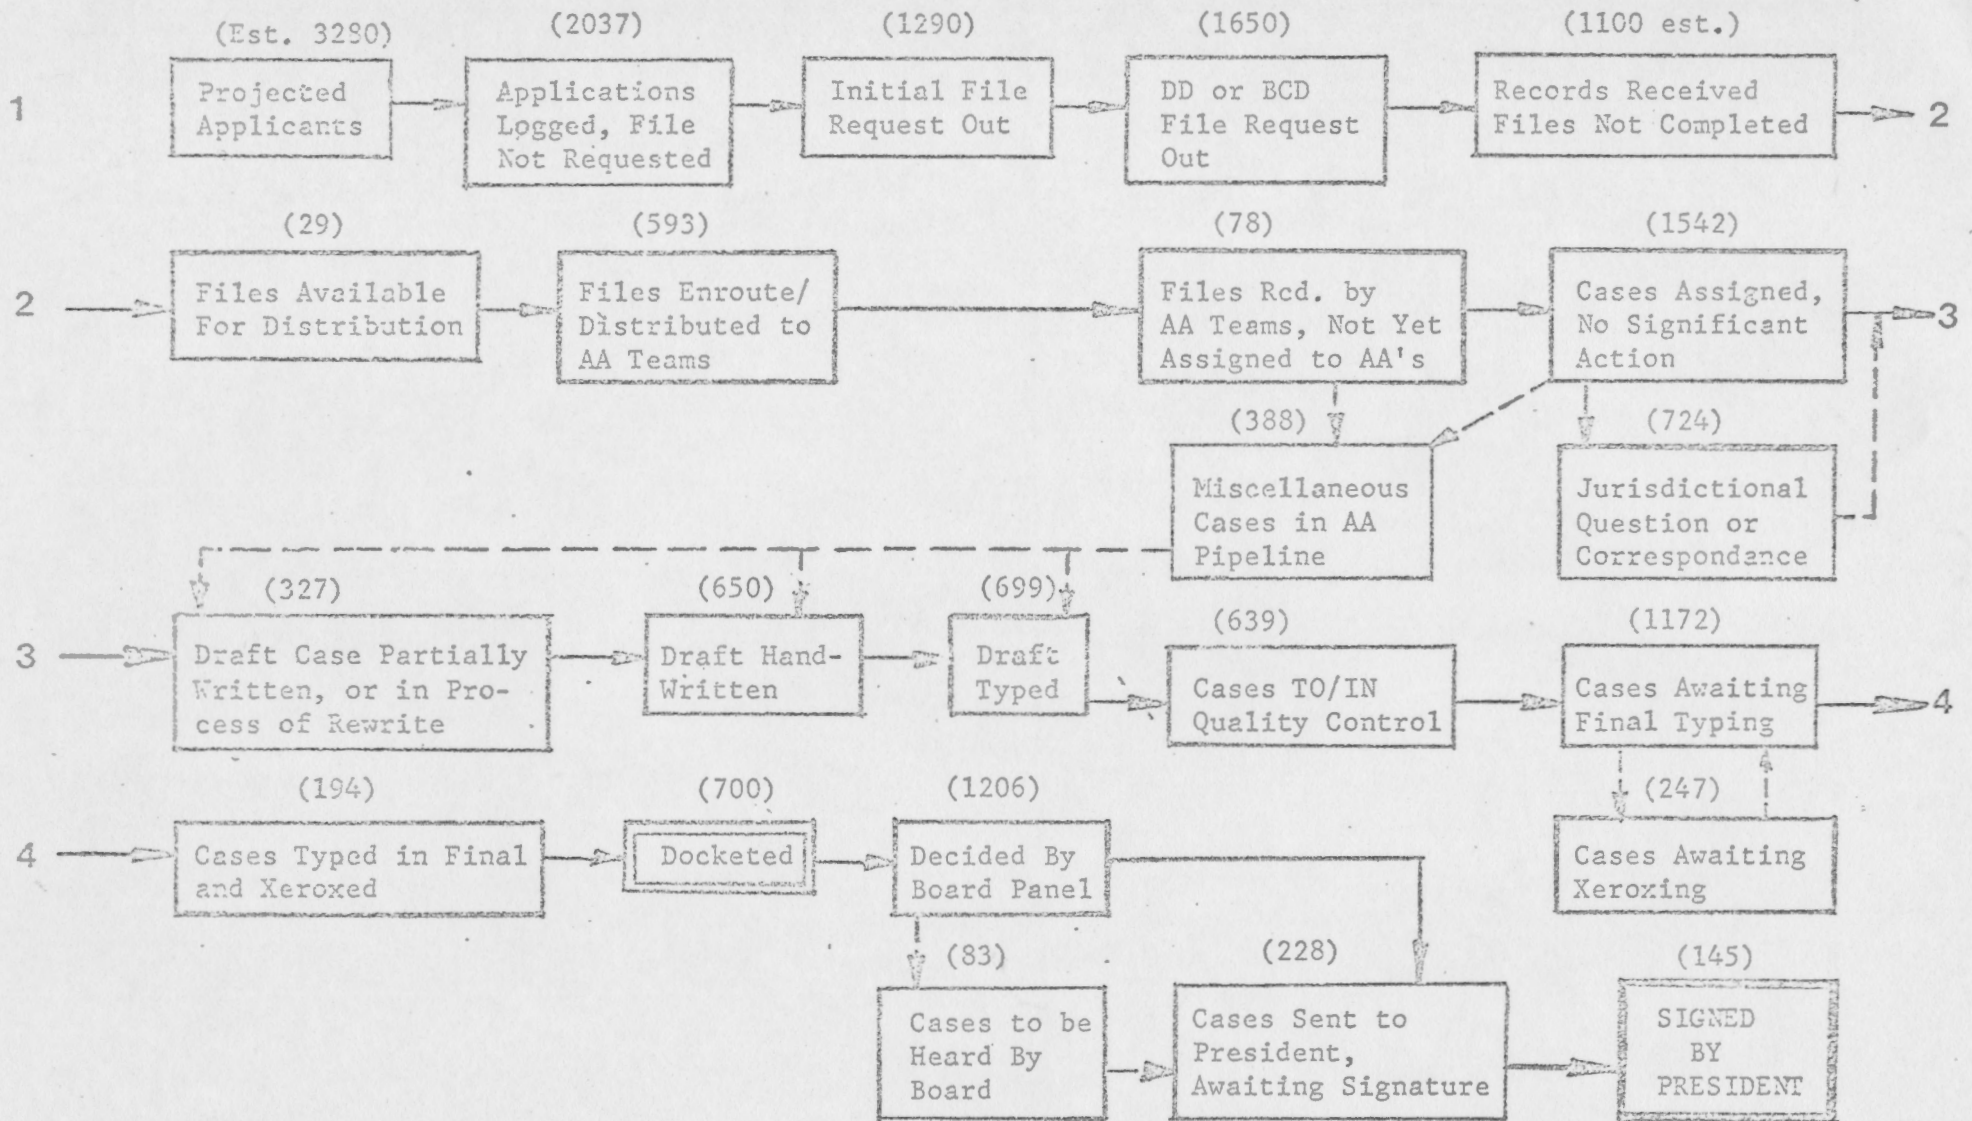 (Est. 3280)
(2037)
(1290)
(1650)
(1100 est.)
1
Projected
Applicants
Applications
Logged, File
Not Requested
Initial File
Request Out
DD or BCD
File Request
Out
Records Received
Files Not Completed
2
(29)
(593)
(78)
(1542)
2
Files Available
For Distribution
Files Enroute/
Distributed to
AA Teams
Files Rcd. by
AA Teams, Not Yet
Assigned to AA's
Cases Assigned,
No Significant
Action
3
(388)
(724)
Miscellaneous
Cases in AA
Pipeline
Jurisdictional
Question or
Correspondance
(327)
(650)
(699)
(639)
(1172)
3
Draft Case Partially
Written, or in Pro-
cess of Rewrite
Draft Hand-
Written
Draft
Typed
Cases TO/IN
Quality Control
Cases Awaiting
Final Typing
4
(194)
(700)
(1206)
(247)
4
Cases Typed in Final
and Xeroxed
Docketed
Decided By
Board Panel
Cases Awaiting
Xeroxing
(83)
(228)
(145)
Cases to be
Heard By
Board
Cases Sent to
President,
Awaiting Signature
SIGNED
BY
PRESIDENT